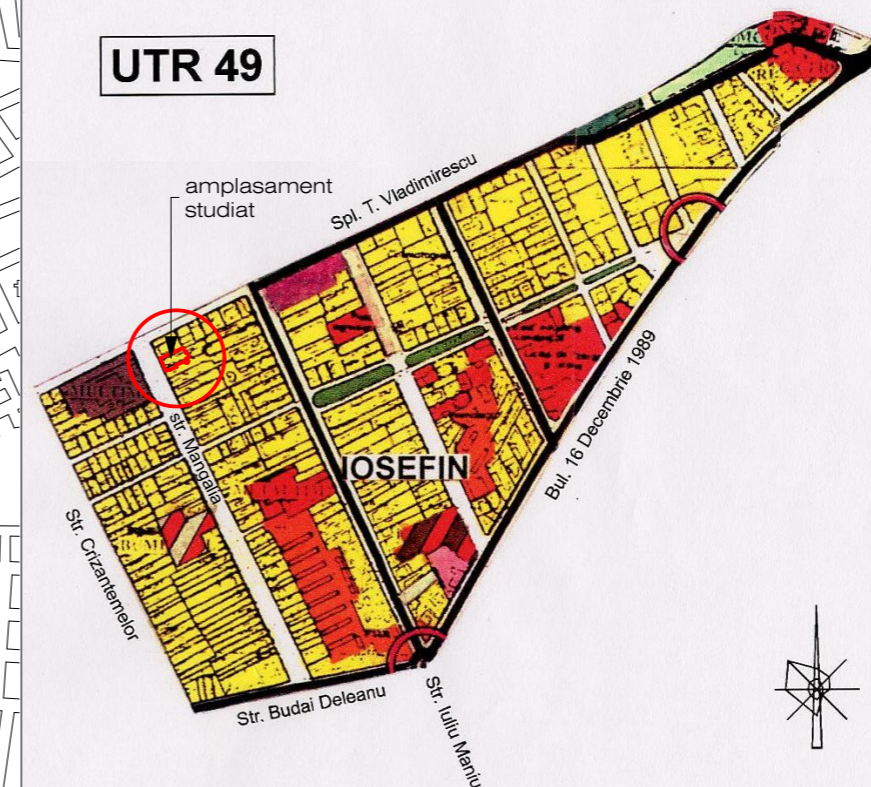 UTR 49
amplasament
studiat
Spl. T. Vladimirescu
str. Mangalia
IOSEFIN
Bul. 16 Decembrie 1989
Str. Crizantemelor
Str. Budai Deleanu
Str. Iuliu Maniu